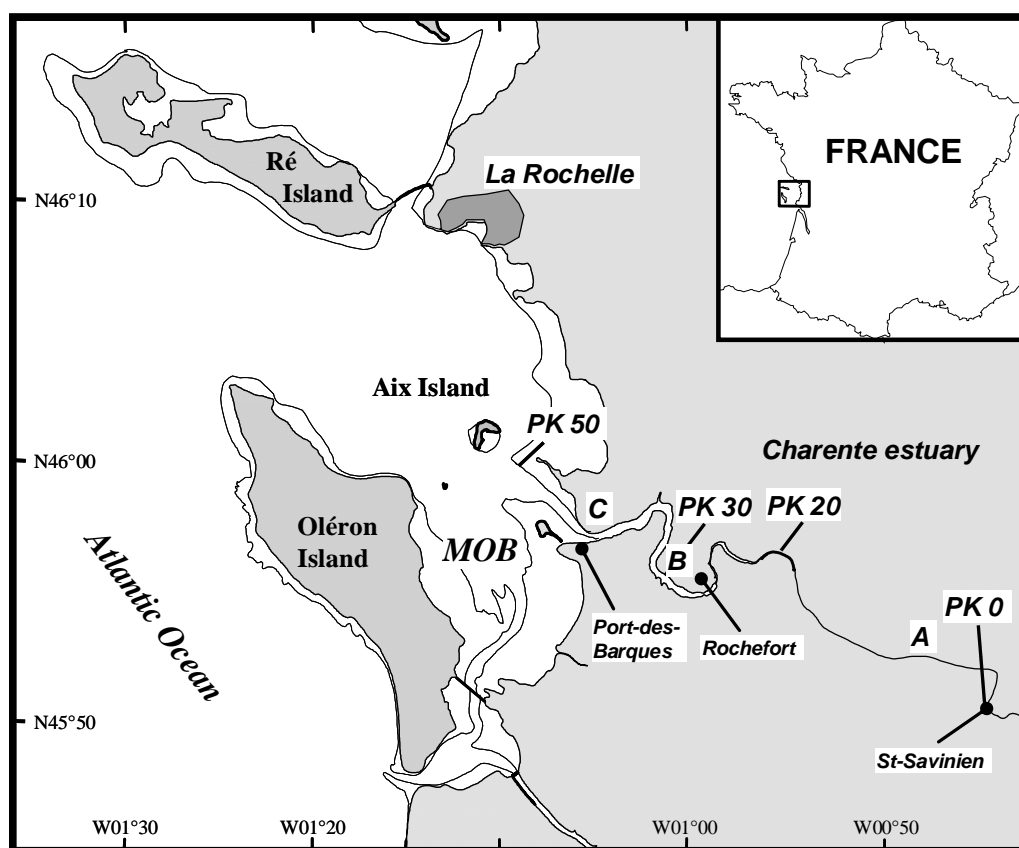 FRANCE
La Rochelle
Ré
Island
N46°10
Aix Island
PK 50
Charente estuary
N46°00
C
PK 30
PK 20
Oléron
Island
MOB
B
Atlantic Ocean
PK 0
Port-des-
Barques
Rochefort
A
N45°50
St-Savinien
W01°30
W01°20
W01°00
W00°50